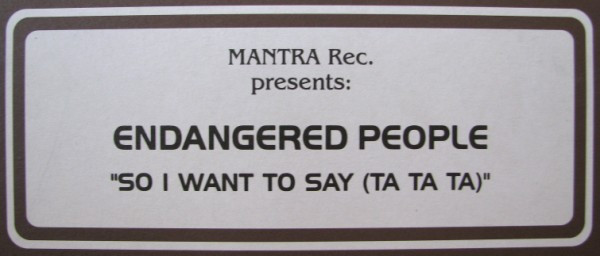 MANTRA Rec.
presents:
ENDANGERED PEOPLE
"SO I WANT TO SAY (TA TA TA)"